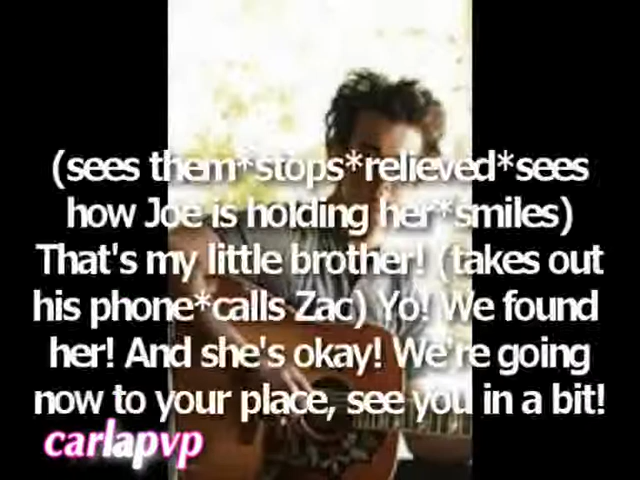 (sees them*stops*relieved*sees
how Joe is holding her*smiles)
That's my little brother! (takes out
his phone*calls Zac) Yo! We found
her! And she's okay! We're going
now to your place, see you in a bit!
carlapvp